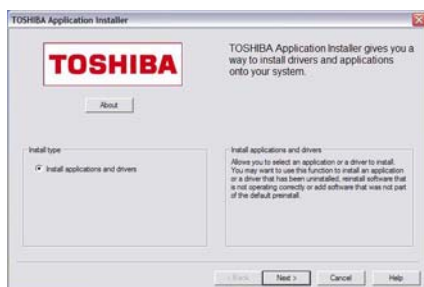 TOSHIBA Application Installer
TOSHIBA
TOSHIBA Application Installer gives you a
way to install drivers and applications
onto your system.
About
Install type
Install applications and drivers
Install applications and drivers
Allows you to select an application or a driver to install.
You may want to use this function to install an application
or a driver that has been uninstalled, reinstall software that
is not operating correctly or add software that was not part
of the default preinstall.
< Back
Next >
Cancel
Help